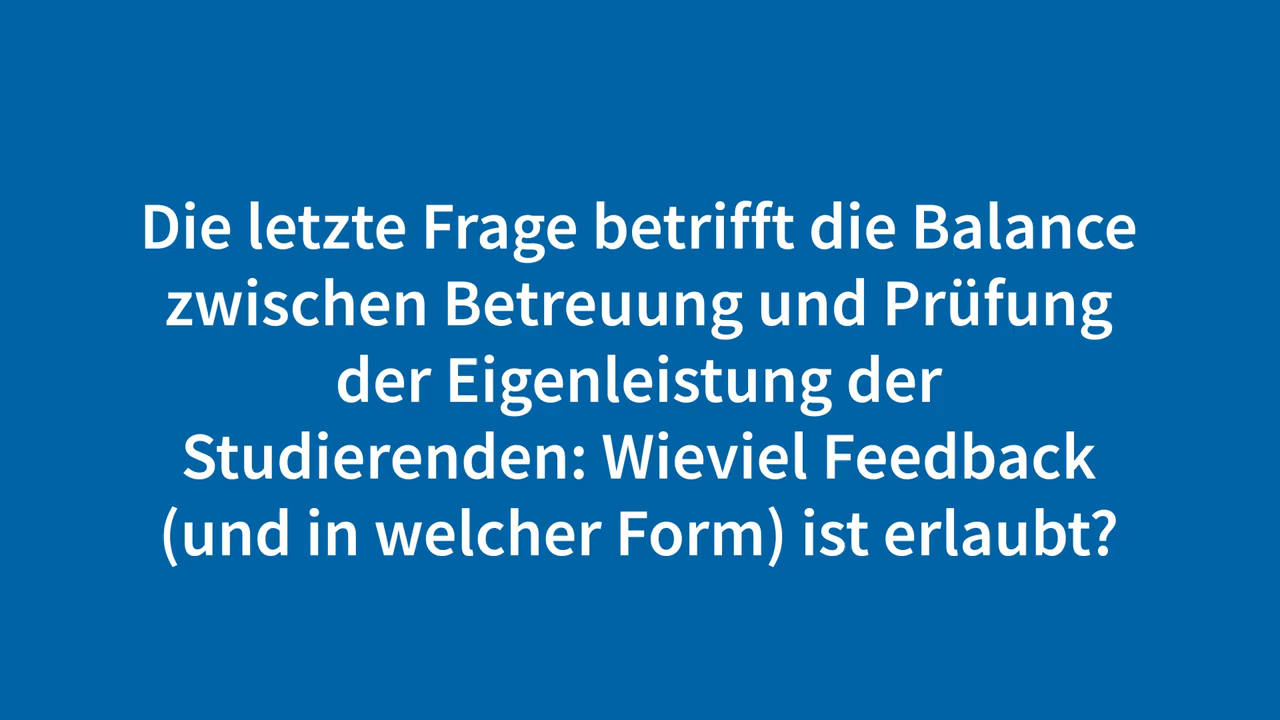 Die letzte Frage betrifft die Balance
zwischen Betreuung und Prüfung
der Eigenleistung der
Studierenden: Wieviel Feedback
(und in welcher Form) ist erlaubt?